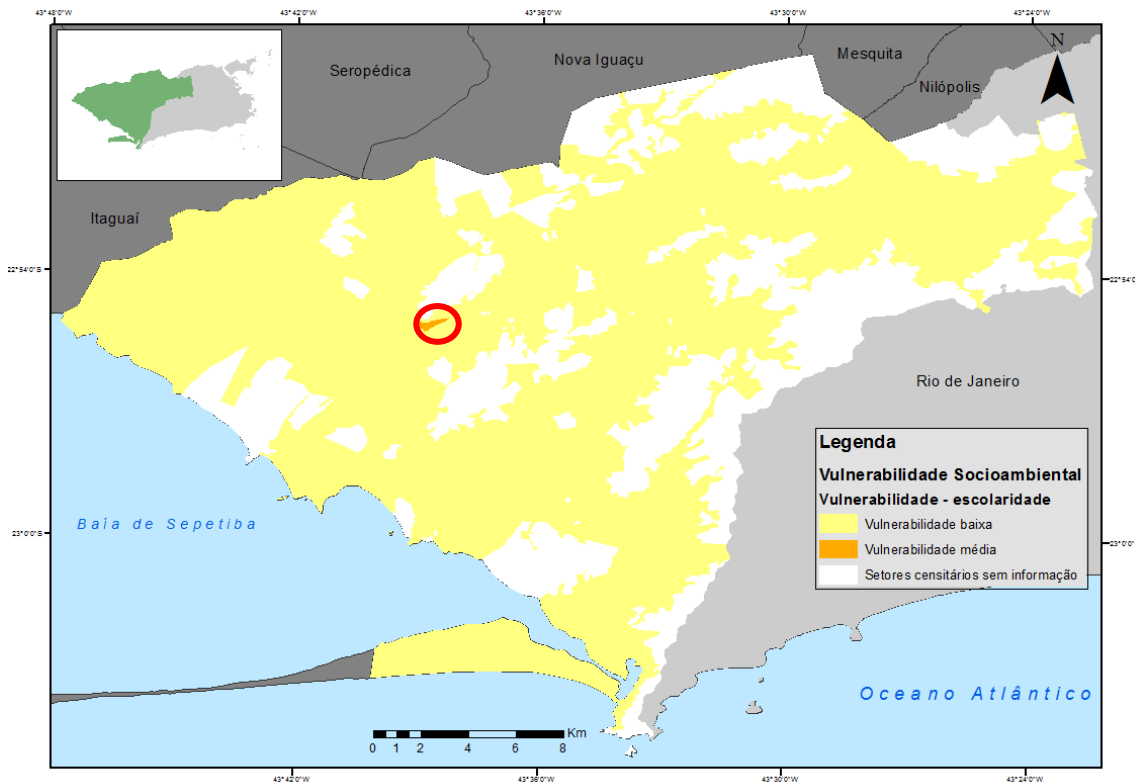 43°48'0"W
43°42'0"W
43°36'0"W
43°30'0"W
43°24'0"W
N
Mesquita
Nova Iguaçu
Seropédica
Nilópolis
Itaguaí
22°54'0"S
22°54'0"S
Rio de Janeiro
Legenda
Vulnerabilidade Socioambiental
Vulnerabilidade - escolaridade
Vulnerabilidade baixa
Vulnerabilidade média
Setores censitários sem informação
Baía de Sepetiba
23°0'0"S
23°0'0"S
Oceano Atlântico
Km
0 1 2 4 6 8
43°42'0"W
43°36'0"W
43°30'0"W
43°24'0"W